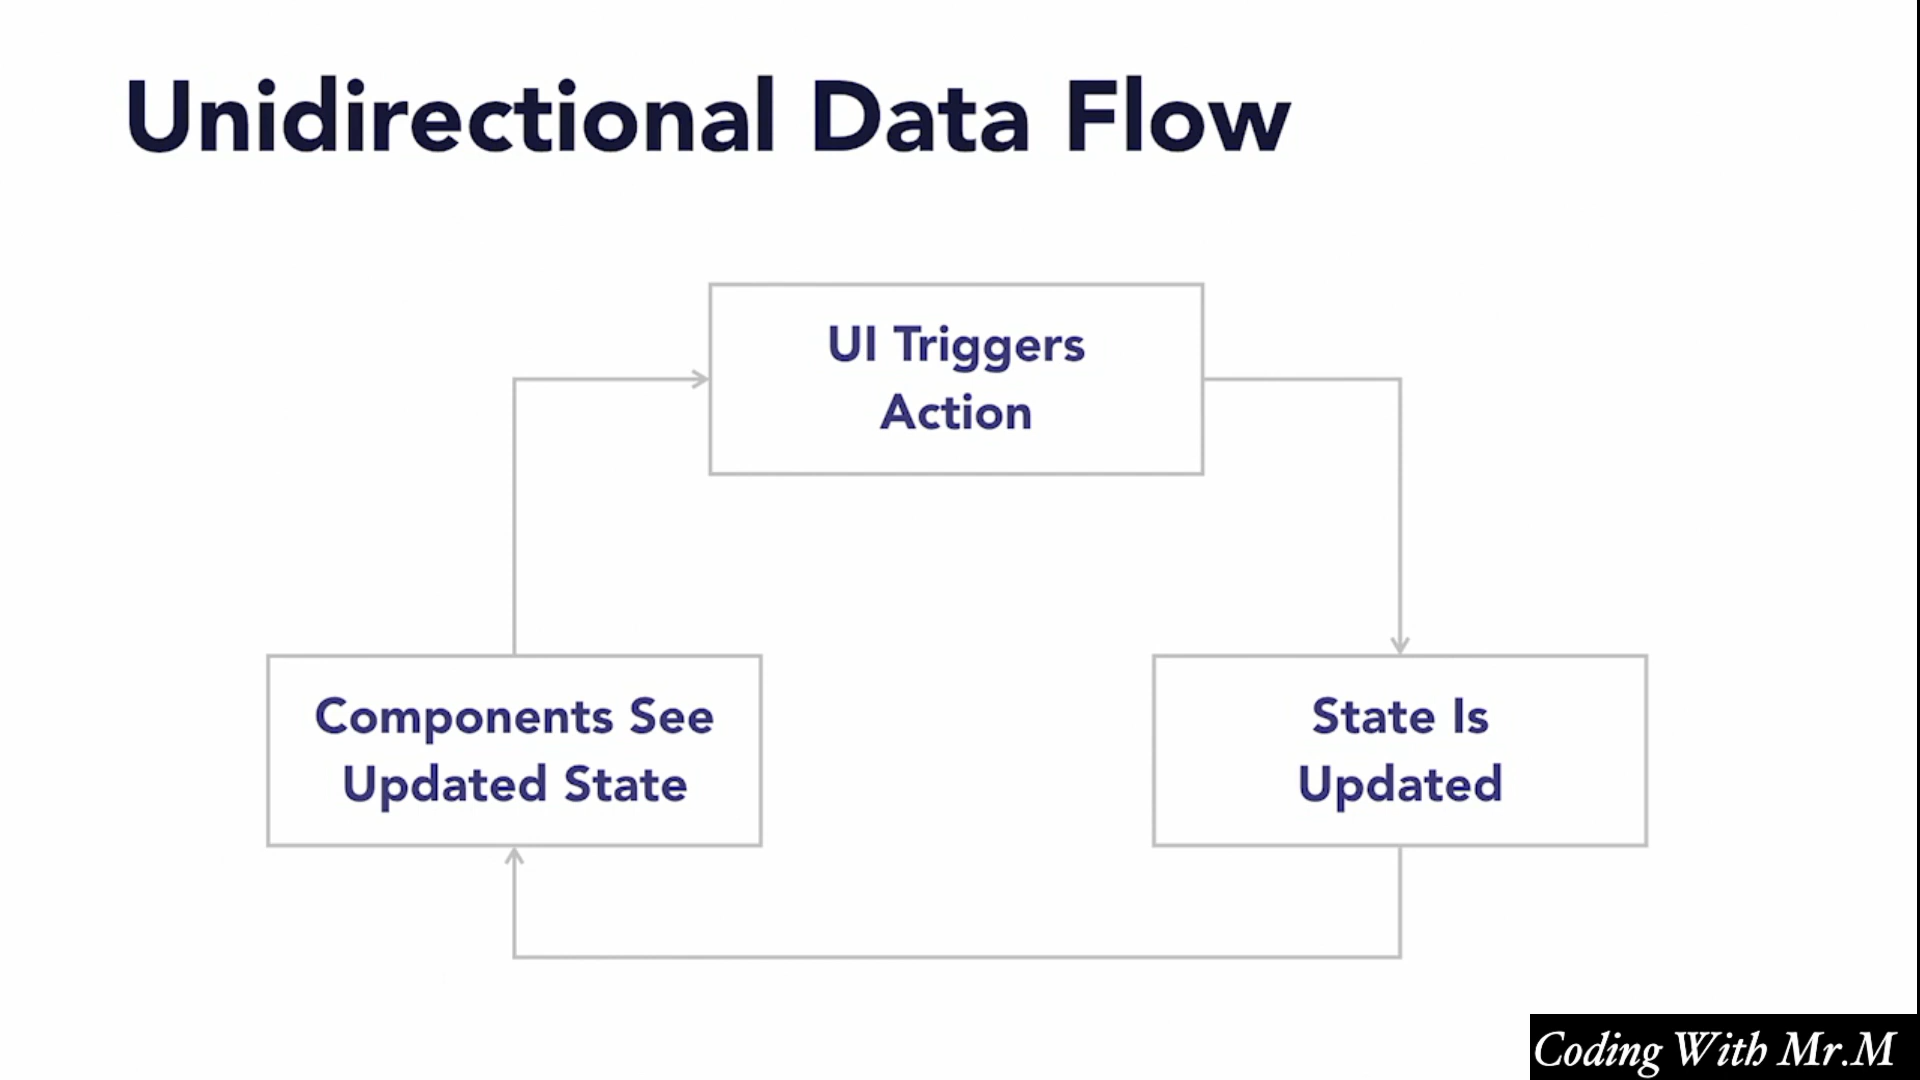 Unidirectional Data Flow
UI Triggers
Action
Components See
Updated State
State Is
Updated
Coding With Mr.M